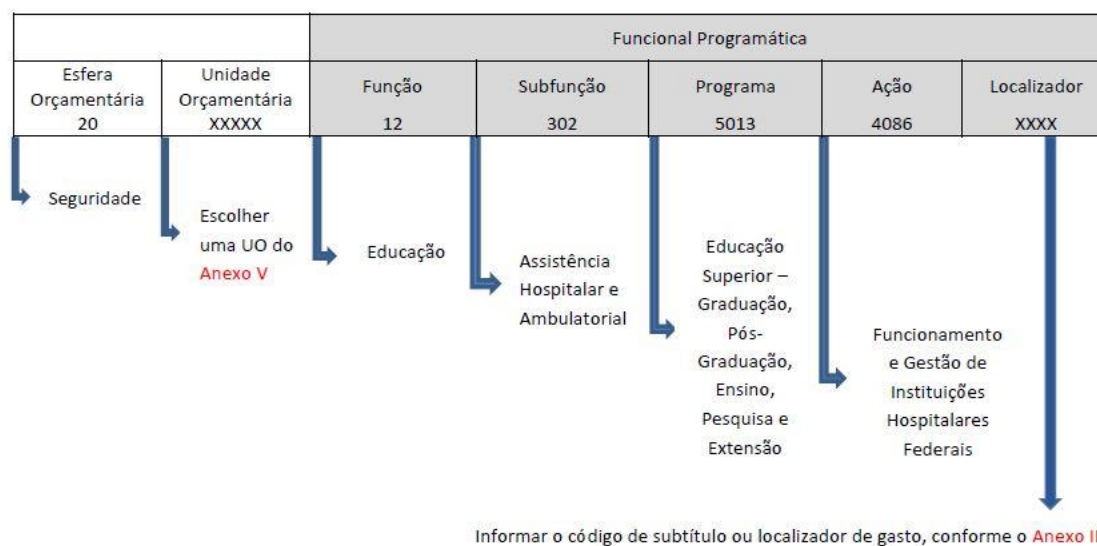 Funcional Programática
Esfera Orçamentária
20
Unidade Orçamentária
XXXXX
Função
12
Subfunção
302
Programa
5013
Ação
4086
Localizador
XXXX
Seguridade
Escolher
uma UO do
Anexo V
Educação
Assistência
Hospitalar e
Ambulatorial
Educação
Superior –
Graduação,
Pós-
Graduação,
Ensino,
Pesquisa e
Extensão
Funcionamento
e Gestão de
Instituições
Hospitalares
Federais
Informar o código de subtítulo ou localizador de gasto, conforme o Anexo II